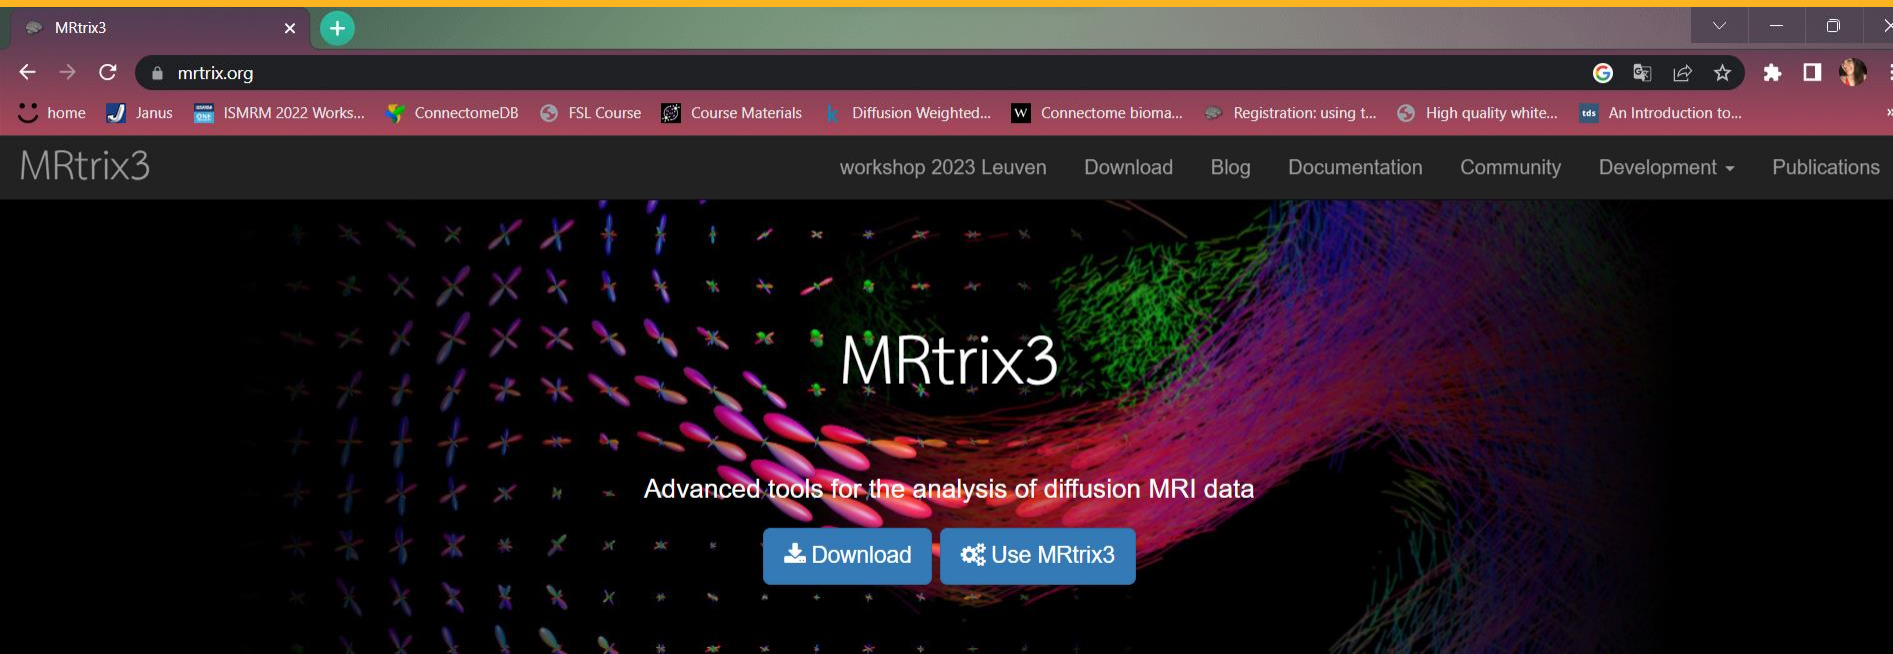 MRtrix3
mrtrix.org
home Janus ISMRM 2022 Works... ConnectomeDB FSL Course Course Materials Diffusion Weighted... Connectome bioma... Registration: using t... High quality white... An Introduction to...
MRtrix3 workshop 2023 Leuven Download Blog Documentation Community Development Publications
MRtrix3
Advanced tools for the analysis of diffusion MRI data
Download Use MRtrix3